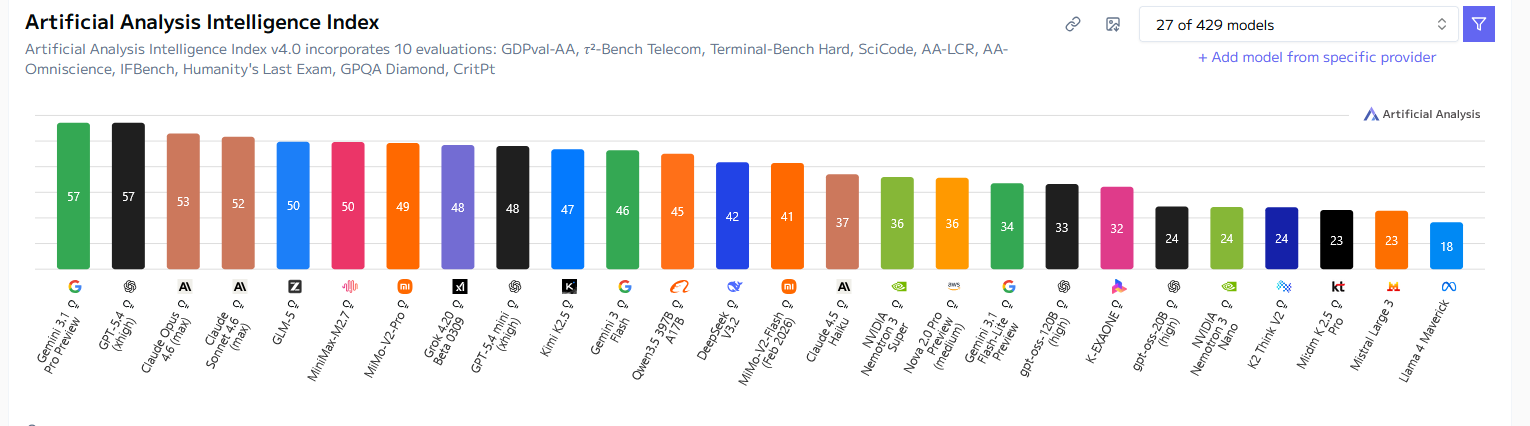 Artificial Analysis Intelligence Index
27 of 429 models
Artificial Analysis Intelligence Index v4.0 incorporates 10 evaluations: GDPval-AA, τ²-Bench Telecom, Terminal-Bench Hard, SciCode, AA-LCR, AA-
Omniscience, IFBench, Humanity's Last Exam, GPQA Diamond, CritPt
+ Add model from specific provider
Artificial Analysis
57
57
53
52
50
50
49
48
48
47
46
45
42
41
37
36
36
34
33
32
24
24
24
23
23
18
Gemini 3.1
Pro Preview
GPT-5.4
(xhigh)
Claude Opus
4.6 (max)
Claude
Sonnet 4.6
(max)
GLM-5
MiniMax-M2.7
MiMo-V2-Pro
Grok 4.20
Beta 0309
GPT-5.4 mini
(xhigh)
Kimi K2.5
Gemini 3
Flash
Qwen3.5 397B
A17B
DeepSeek
V3.2
MiMo-V2-Flash
(Feb 2026)
Claude 4.5
Haiku
NVIDIA
Nemotron 3
Super
Nova 2.0 Pro
Preview
(medium)
Gemini 3.1
Flash-Lite
Preview
gpt-oss-120B
(high)
K-EXAONE
gpt-oss-20B
(high)
NVIDIA
Nemotron 3
Nano
K2 Think V2
Midm K 2.5
Pro
Mistral Large 3
Llama 4 Maverick